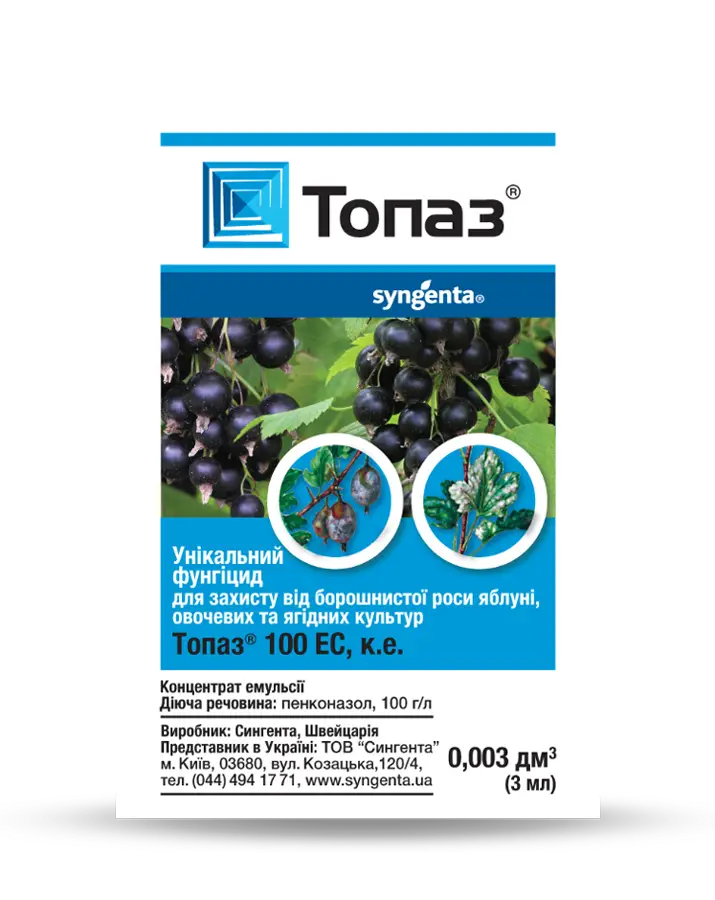 Топаз®
syngenta®
Унікальний
фунгіцид
для захисту від борошнистої роси яблуні,
овочевих та ягідних культур
Топаз® 100 ЕС, к.е.
Концентрат емульсії
Діюча речовина: пенконазол, 100 г/л
Виробник: Сингента, Швейцарія
Представник в Україні: ТОВ “Сингента”
м. Київ, 03680, вул. Козацька,120/4,
тел. (044) 494 17 71, www.syngenta.ua
0,003 дм³
(3 мл)